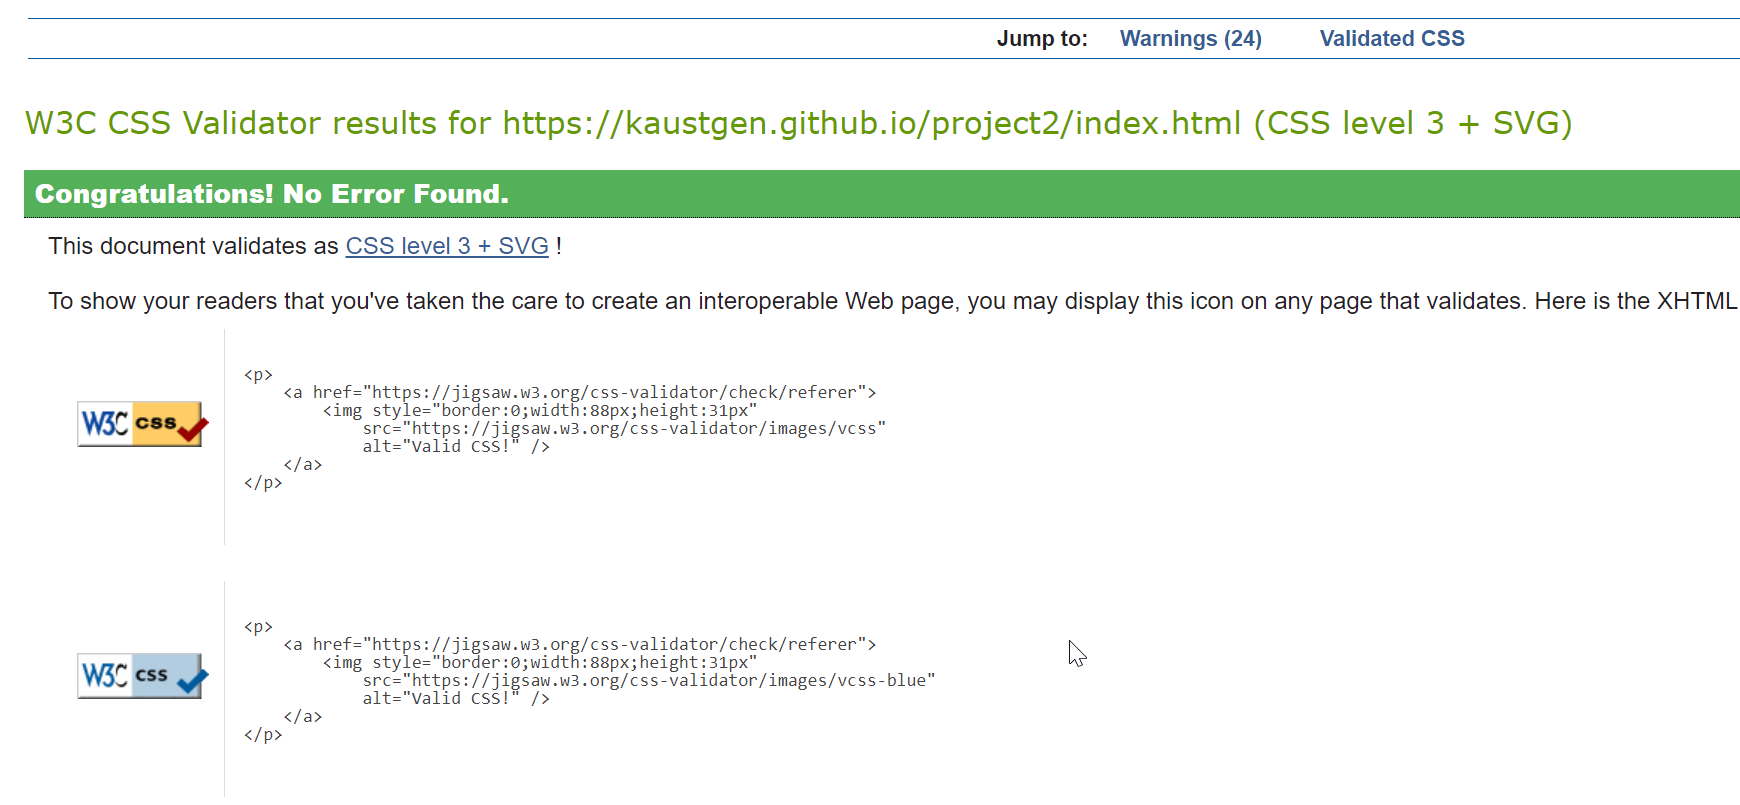 Jump to: Warnings (24) Validated CSS
W3C CSS Validator results for https://kaustgen.github.io/project2/index.html (CSS level 3 + SVG)
Congratulations! No Error Found.
This document validates as CSS level 3 + SVG !
To show your readers that you've taken the care to create an interoperable Web page, you may display this icon on any page that validates. Here is the XHTML
<p>
<a href="https://jigsaw.w3.org/css-validator/check/referer">
<img style="border:0;width:88px;height:31px"
W3C css
src="https://jigsaw.w3.org/css-validator/images/vcss"
alt="Valid CSS!" />
</a>
</p>
<p>
<a href="https://jigsaw.w3.org/css-validator/check/referer">
<img style="border:0;width:88px;height:31px"
W3C css
src="https://jigsaw.w3.org/css-validator/images/vcss-blue"
alt="Valid CSS!" />
</a>
</p>